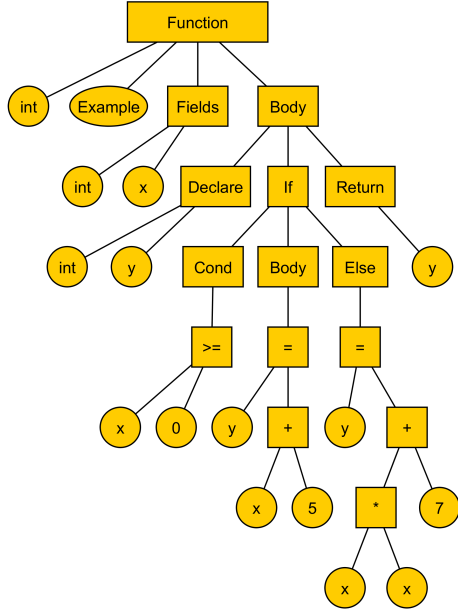 Function
int Example Fields Body
int x Declare If Return
int y Cond Body Else y
>= = =
x 0 y + y +
x 5 * 7
x x